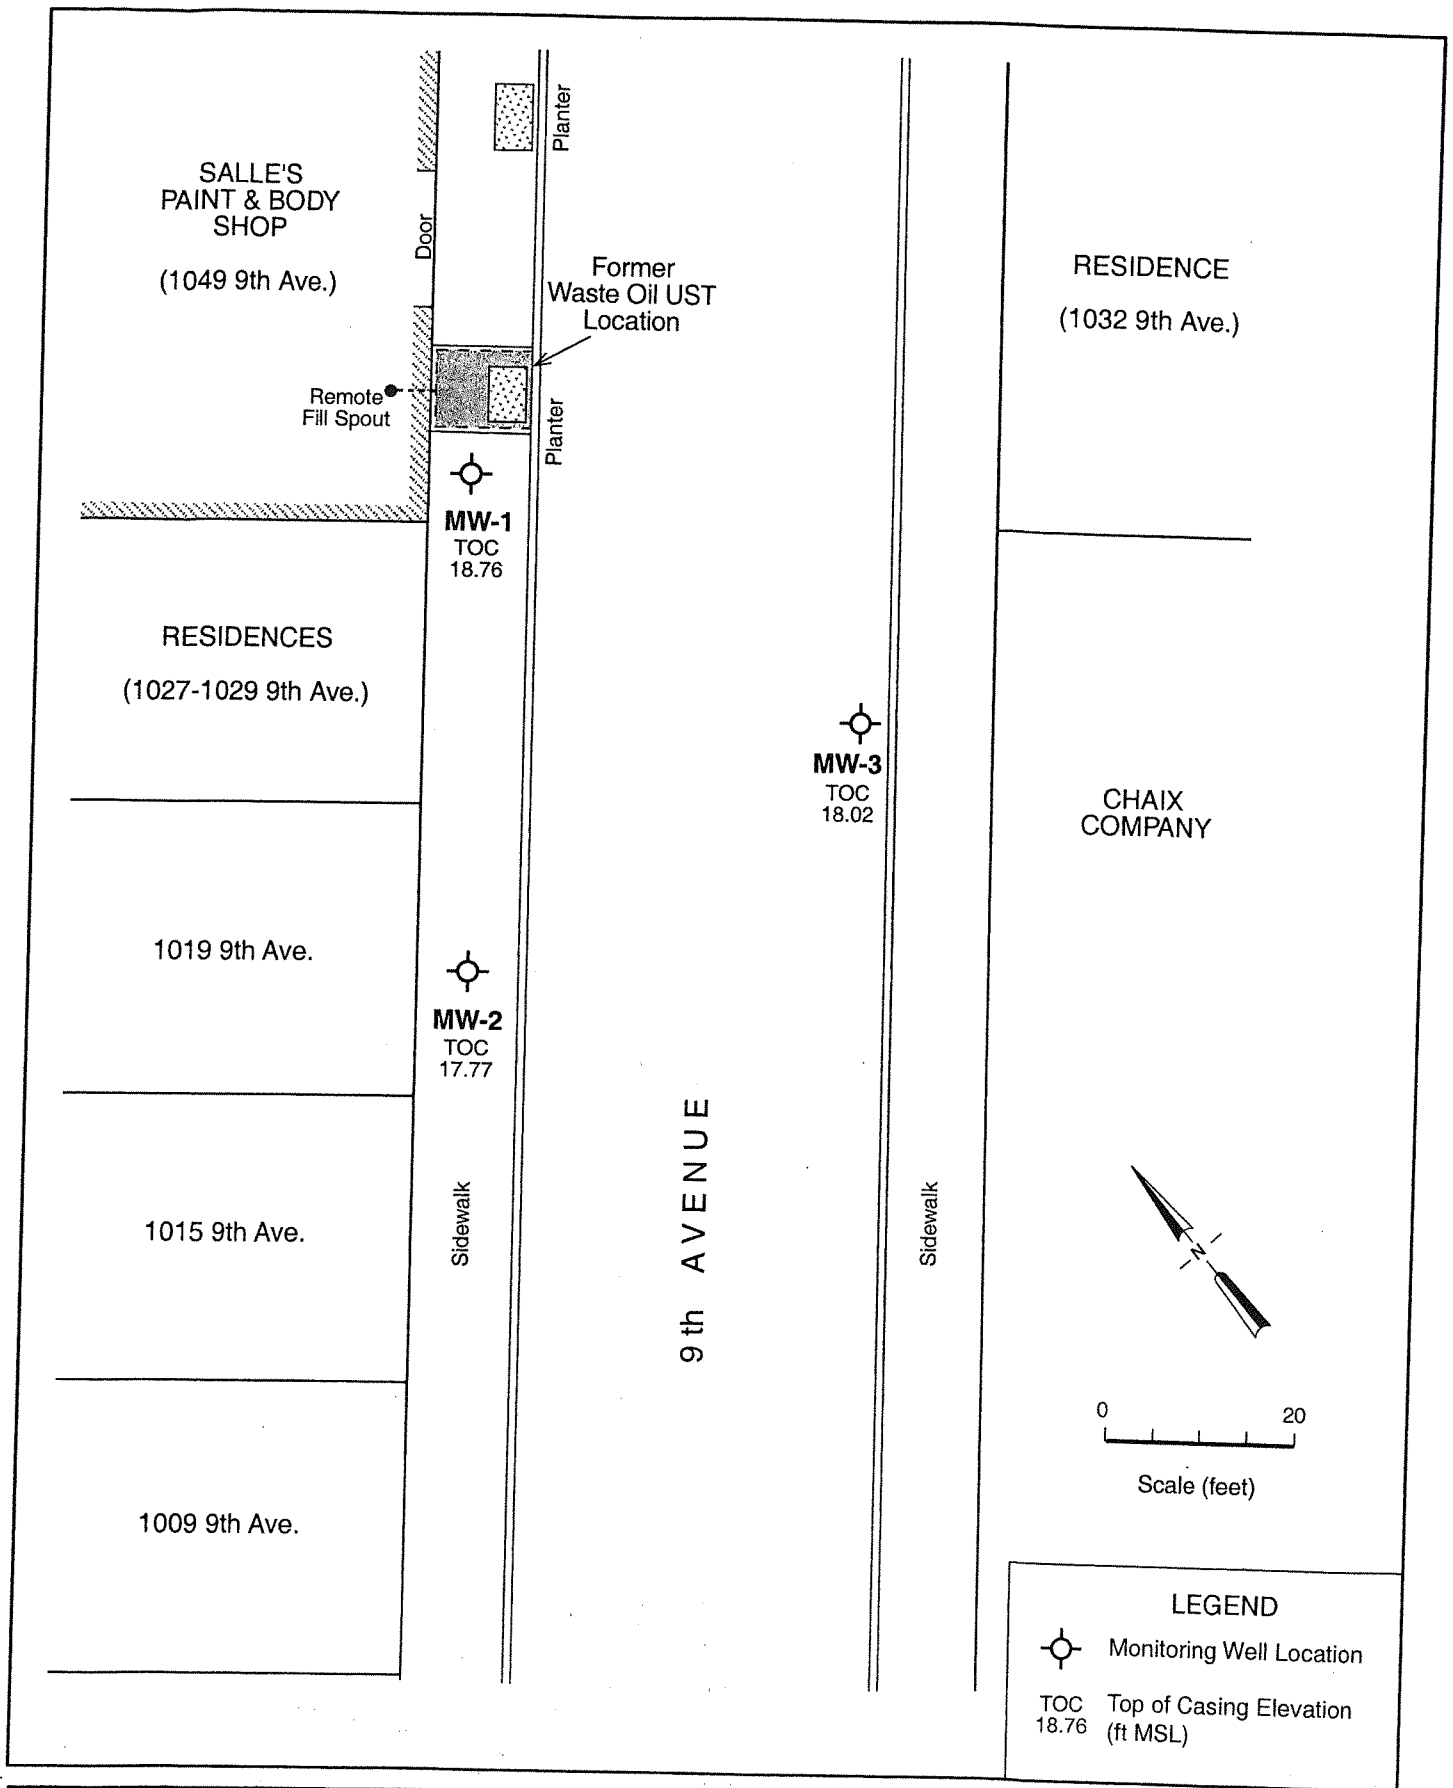 Planter
SALLE'S
PAINT & BODY
SHOP
(1049 9th Ave.)
Door
Former
Waste Oil UST
Location
RESIDENCE
(1032 9th Ave.)
Remote
Fill Spout
Planter
MW-1
TOC
18.76
RESIDENCES
(1027-1029 9th Ave.)
MW-3
TOC
18.02
CHAIX
COMPANY
1019 9th Ave.
MW-2
TOC
17.77
9th AVENUE
Sidewalk
Sidewalk
1015 9th Ave.
N
0 20
Scale (feet)
1009 9th Ave.
LEGEND
Monitoring Well Location
TOC
18.76
Top of Casing Elevation
(ft MSL)